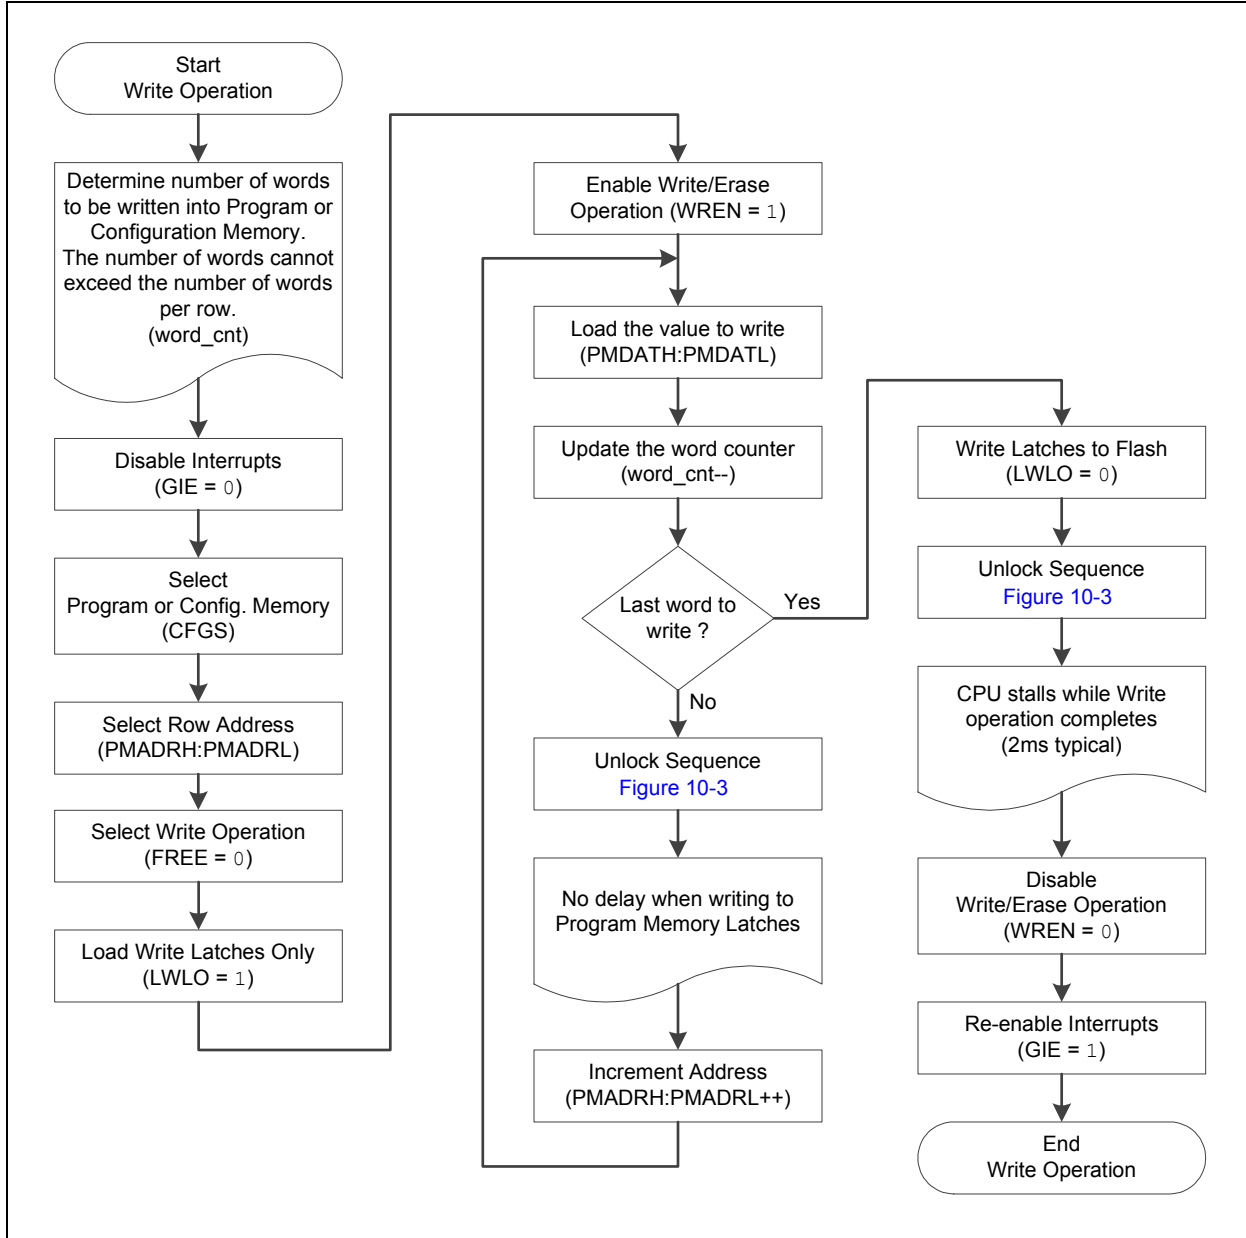 Start
Write Operation
Determine number of words
to be written into Program or
Configuration Memory.
The number of words cannot
exceed the number of words
per row.
(word_cnt)
Disable Interrupts
(GIE = 0)
Select
Program or Config. Memory
(CFGS)
Select Row Address
(PMADRH:PMADRL)
Select Write Operation
(FREE = 0)
Load Write Latches Only
(LWLO = 1)
Enable Write/Erase
Operation (WREN = 1)
Load the value to write
(PMDATH:PMDATL)
Update the word counter
(word_cnt--)
Last word to
write ?
Yes
No
Unlock Sequence
Figure 10-3
No delay when writing to
Program Memory Latches
Increment Address
(PMADRH:PMADRL++)
Write Latches to Flash
(LWLO = 0)
Unlock Sequence
Figure 10-3
CPU stalls while Write
operation completes
(2ms typical)
Disable
Write/Erase Operation
(WREN = 0)
Re-enable Interrupts
(GIE = 1)
End
Write Operation